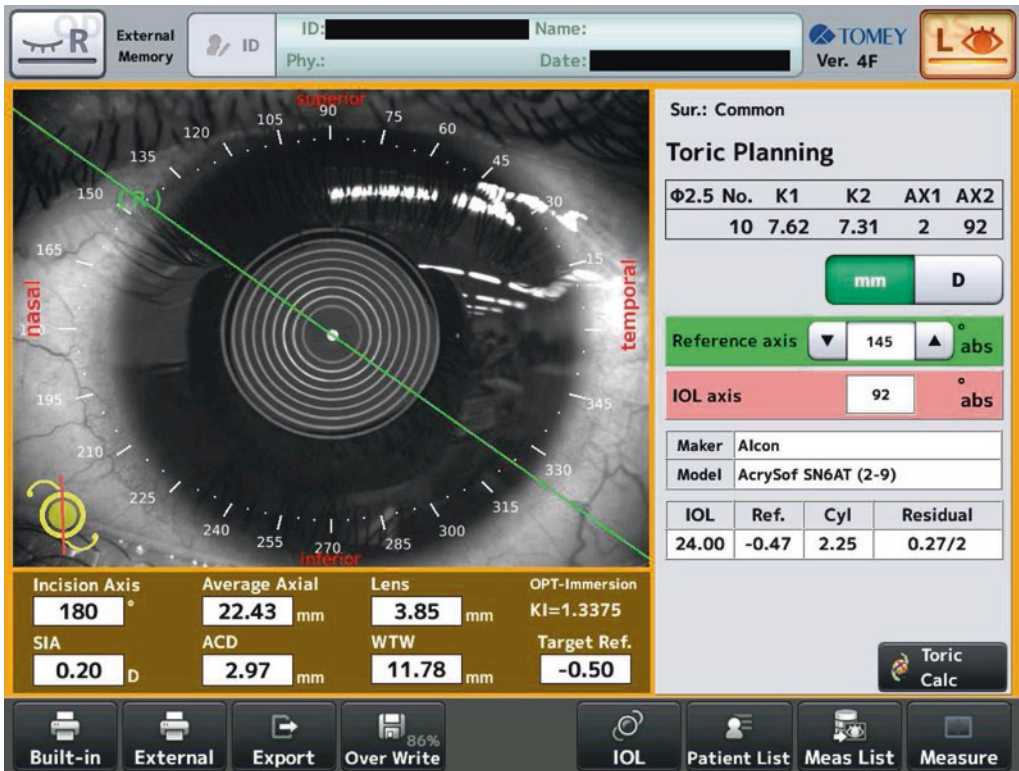 R
External
Memory
ID
ID:
Name:
Phy.:
Date:
TOMEY
Ver. 4F
L
superior
90
105
75
120
60
135
45
150
(R)
30
165
15
nasal
temporal
195
345
210
330
225
315
240
300
255
270
285
inferior
Sur.: Common
Toric Planning
Φ2.5 No. K1 K2 AX1 AX2
10 7.62 7.31 2 92
mm D
Reference axis ▼ 145 ▲ ° abs
IOL axis 92 ° abs
Maker Alcon
Model AcrySof SN6AT (2-9)
IOL Ref. Cyl Residual
24.00 -0.47 2.25 0.27/2
Incision Axis Average Axial Lens OPT-Immersion
180 ° 22.43 mm 3.85 mm KI=1.3375
SIA ACD WTW Target Ref.
0.20 D 2.97 mm 11.78 mm -0.50
Toric
Calc
86%
Built-in External Export Over Write IOL Patient List Meas List Measure